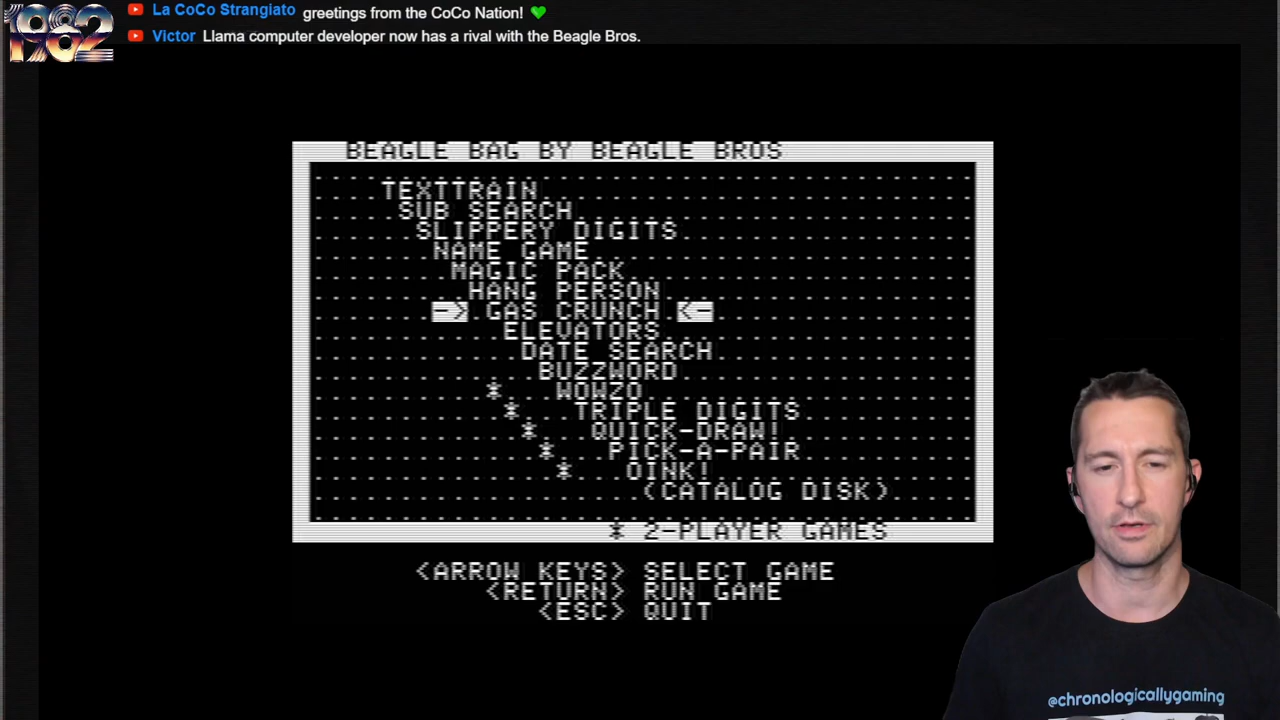 1982
La CoCo Strangiato greetings from the CoCo Nation!
Victor Llama computer developer now has a rival with the Beagle Bros.
BEAGLE BAG BY BEAGLE BROS
TEXTTRAIN
SUB SEARCH
SLIPPERY DIGITS
NAME GAME
MAGIC PACK
HANG PERSON
-> GAS CRUNCH <-
ELEVATORS
DATE SEARCH
BUZZWORD
* WOWZO
* TRIPLE DIGITS
* QUICK-DRAW!
* PICK-A-PAIR
* OINK!
(CATALOG DISK)
* 2-PLAYER GAMES
<ARROW KEYS> SELECT GAME
<RETURN> RUN GAME
<ESC> QUIT
@chronologicallygaming